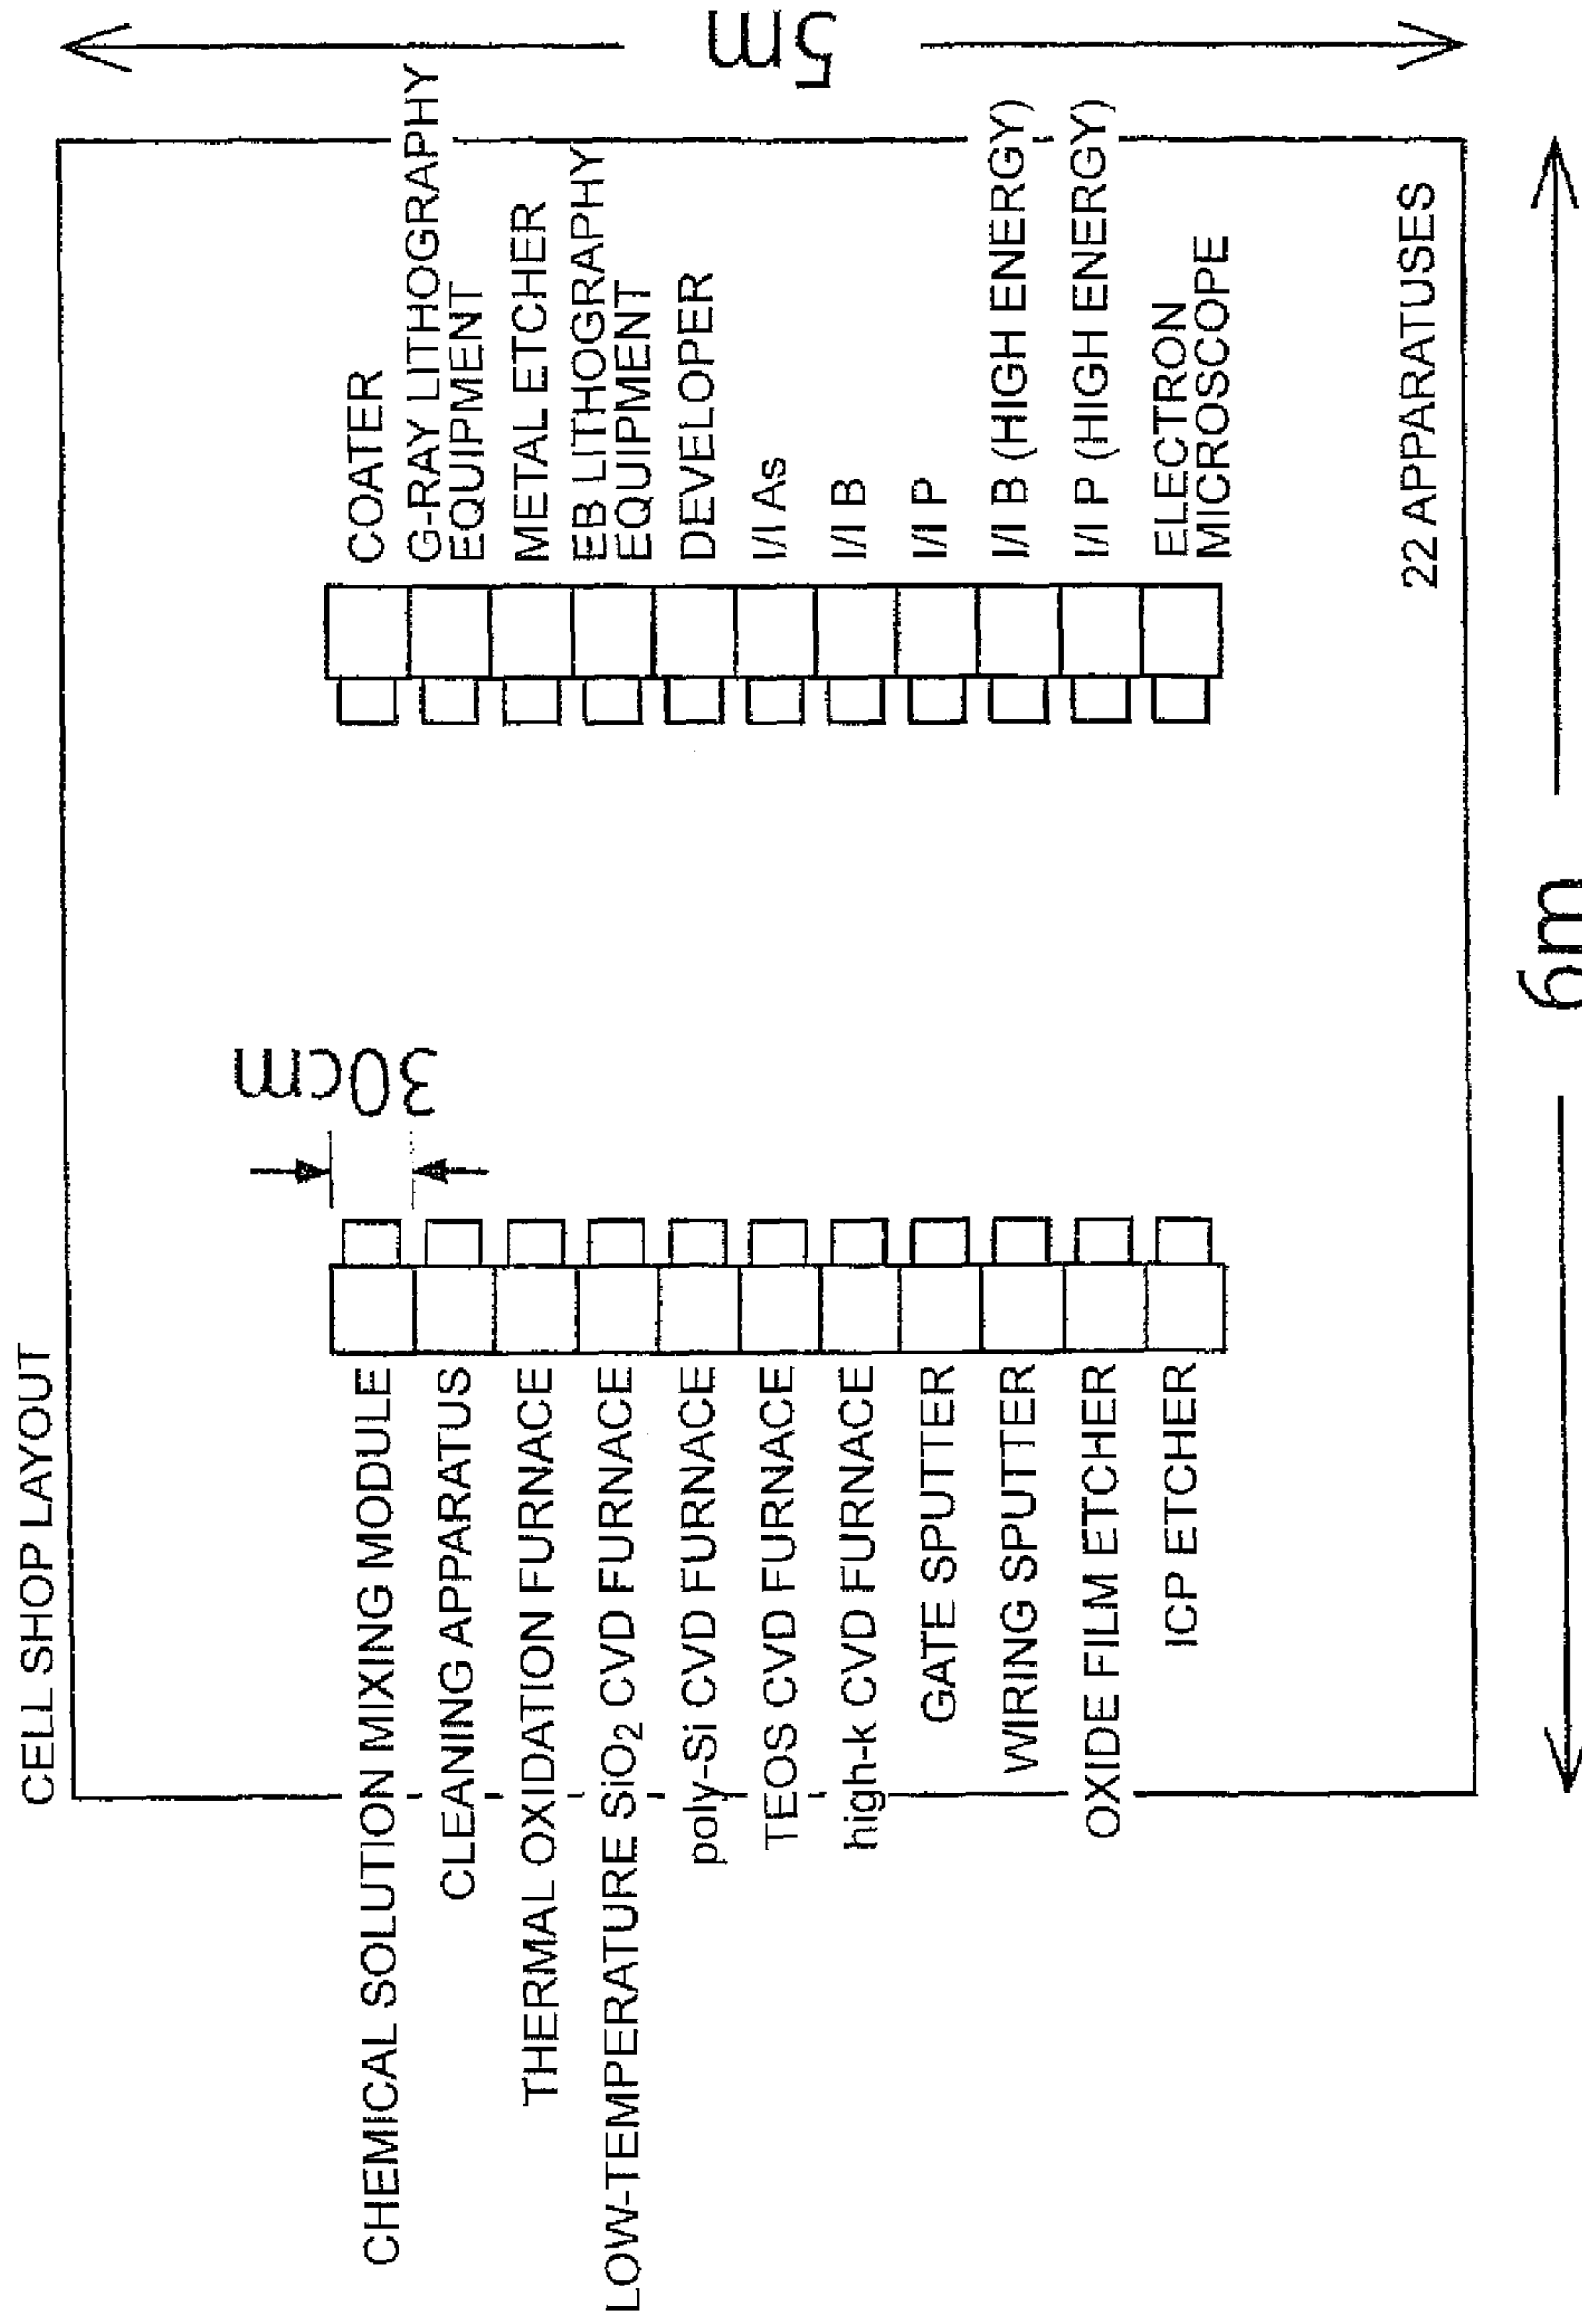 CELL SHOP LAYOUT
CHEMICAL SOLUTION MIXING MODULE
CLEANING APPARATUS
THERMAL OXIDATION FURNACE
LOW-TEMPERATURE SiO₂ CVD FURNACE
poly-Si CVD FURNACE
TEOS CVD FURNACE
high-k CVD FURNACE
GATE SPUTTER
WIRING SPUTTER
OXIDE FILM ETCHER
ICP ETCHER
30cm
COATER
G-RAY LITHOGRAPHY
EQUIPMENT
METAL ETCHER
EB LITHOGRAPHY
EQUIPMENT
DEVELOPER
I/I As
I/I B
I/I P
I/I B (HIGH ENERGY)
I/I P (HIGH ENERGY)
ELECTRON
MICROSCOPE
22 APPARATUSES
5m
6m